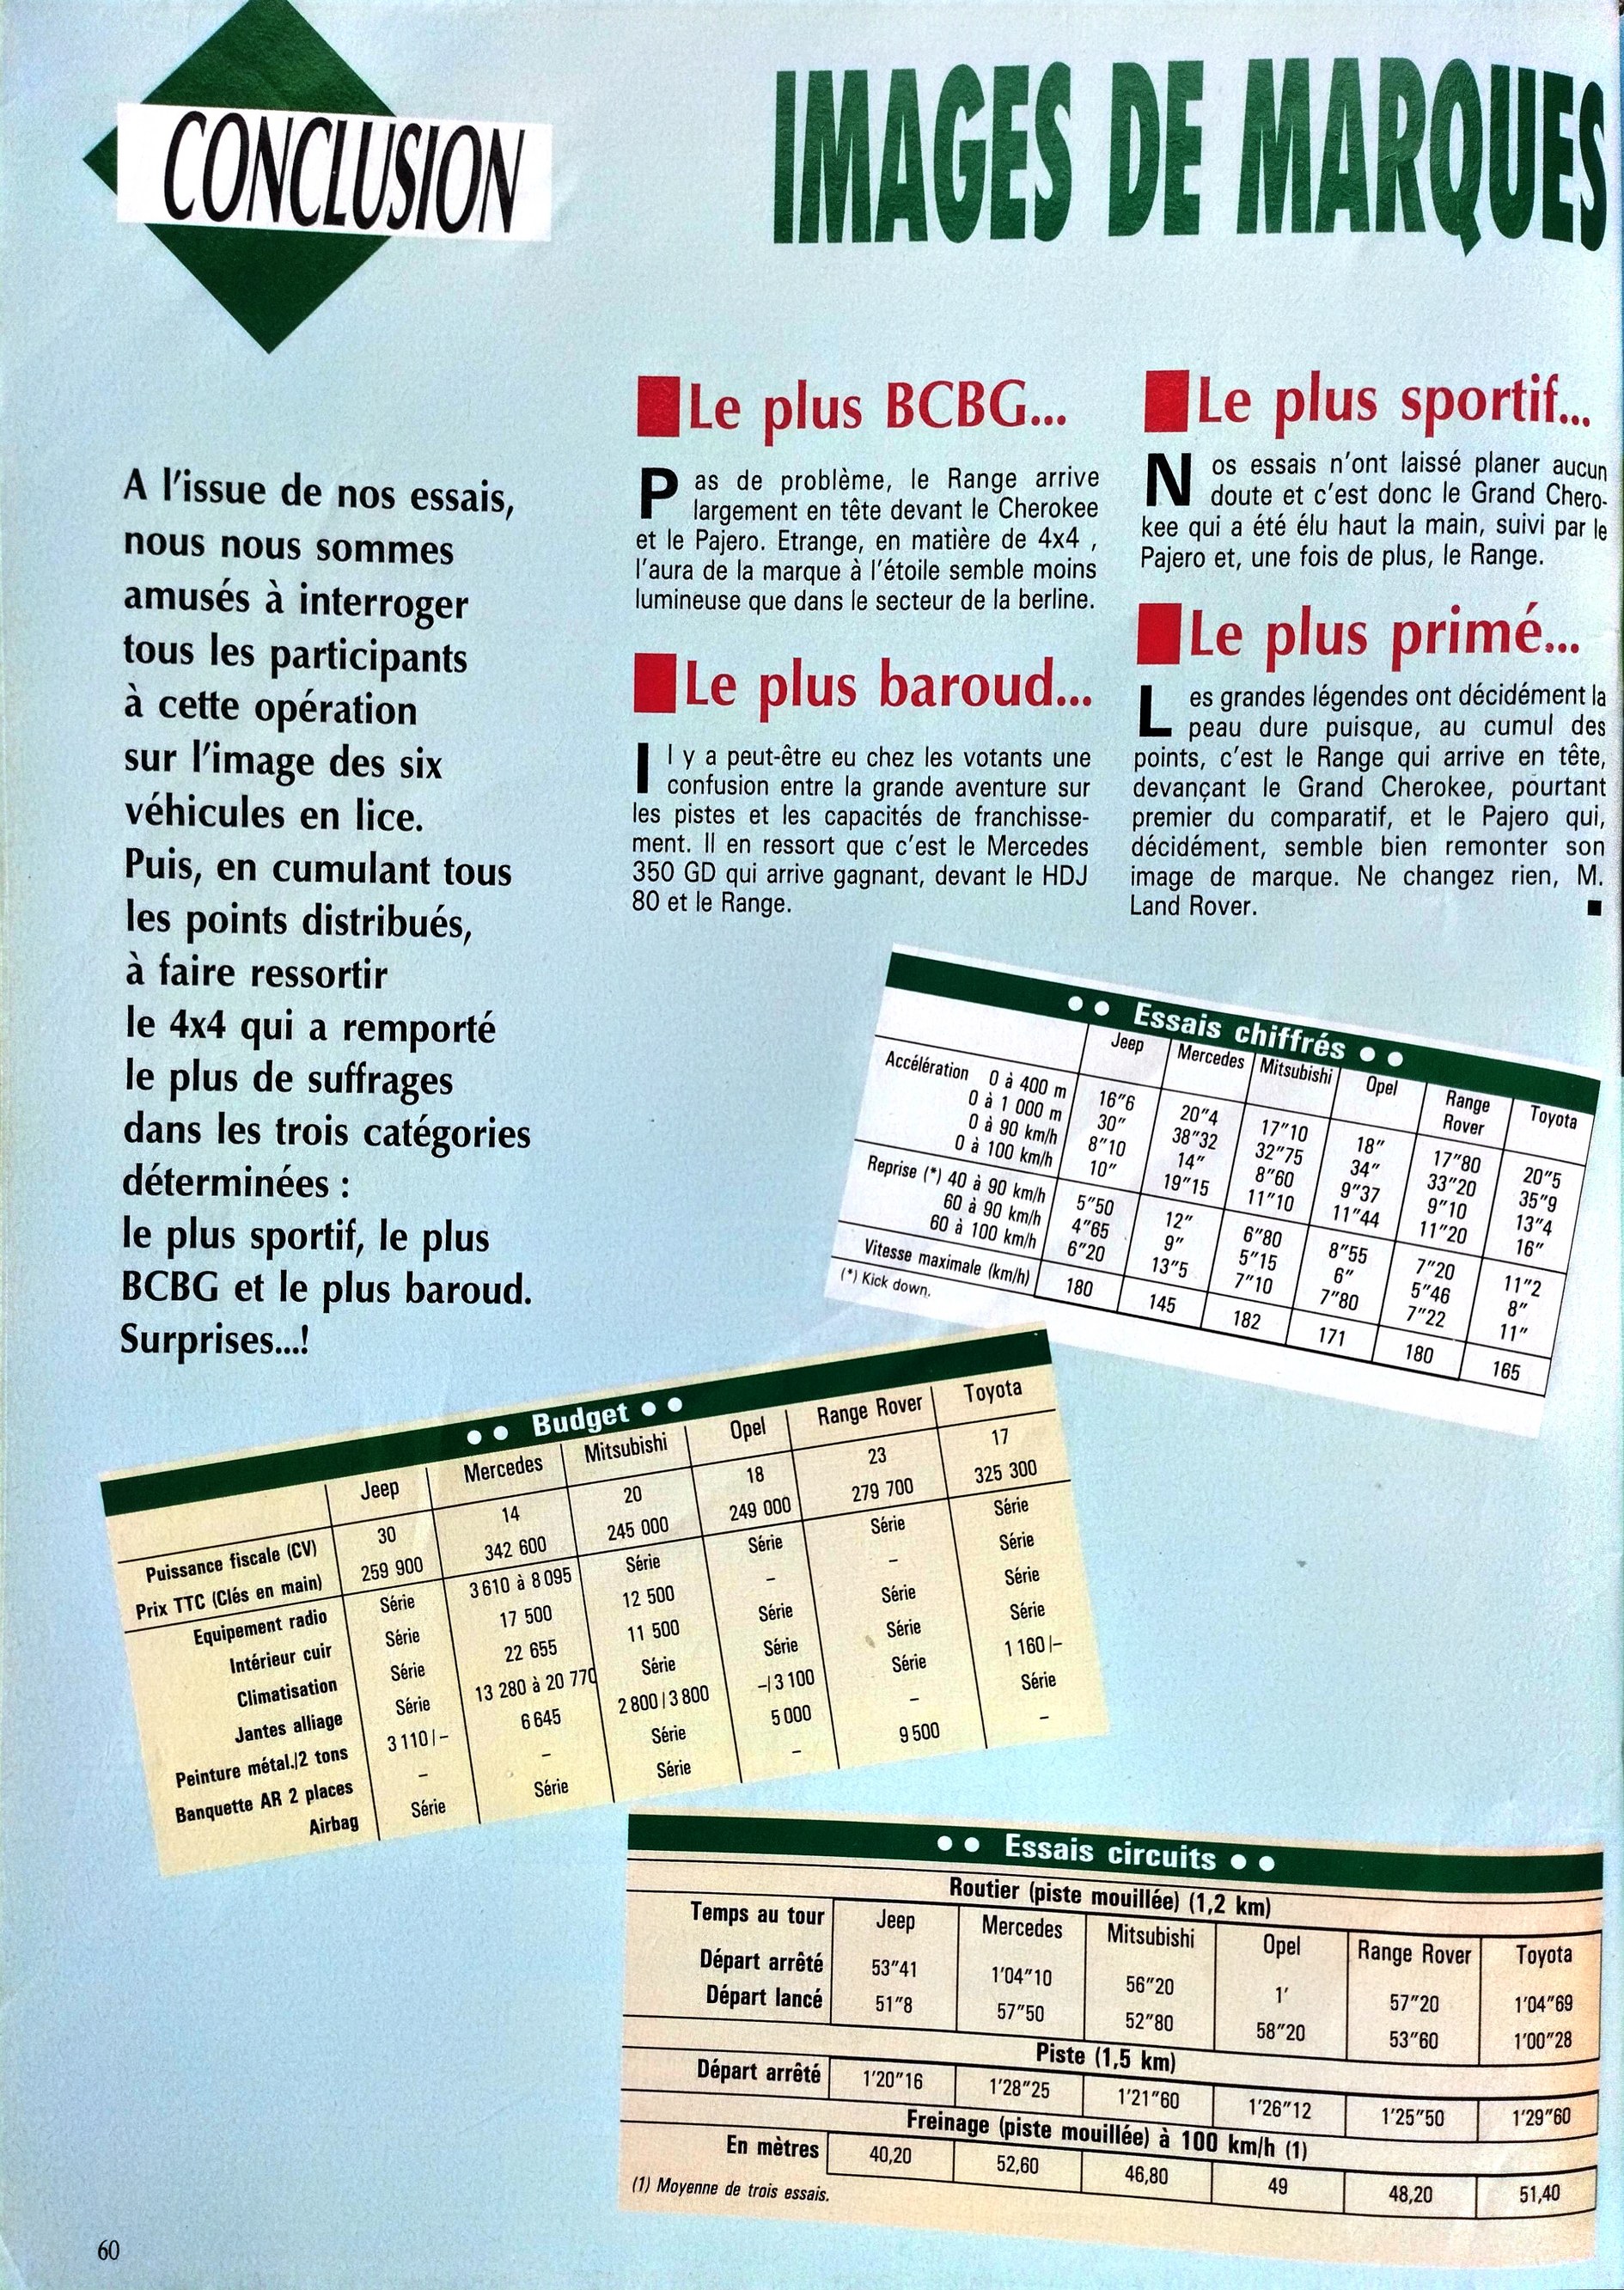 CONCLUSION
IMAGES DE MARQUES
A l'issue de nos essais,
nous nous sommes
amusés à interroger
tous les participants
à cette opération
sur l'image des six
véhicules en lice.
Puis, en cumulant tous
les points distribués,
à faire ressortir
le 4x4 qui a remporté
le plus de suffrages
dans les trois catégories
déterminées :
le plus sportif, le plus
BCBG et le plus baroud.
Surprises...!
Le plus BCBG...
Pas de problème, le Range arrive
largement en tête devant le Cherokee
et le Pajero. Etrange, en matière de 4x4 ,
l'aura de la marque à l'étoile semble moins
lumineuse que dans le secteur de la berline.
Le plus baroud...
Il y a peut-être eu chez les votants une
confusion entre la grande aventure sur
les pistes et les capacités de franchisse-
ment. Il en ressort que c'est le Mercedes
350 GD qui arrive gagnant, devant le HDJ
80 et le Range.
Le plus sportif...
Nos essais n'ont laissé planer aucun
doute et c'est donc le Grand Chero-
kee qui a été élu haut la main, suivi par le
Pajero et, une fois de plus, le Range.
Le plus primé...
Les grandes légendes ont décidément la
peau dure puisque, au cumul des
points, c'est le Range qui arrive en tête,
devançant le Grand Cherokee, pourtant
premier du comparatif, et le Pajero qui,
décidément, semble bien remonter son
image de marque. Ne changez rien, M.
Land Rover. ■
•• Essais chiffrés ••
Jeep Mercedes Mitsubishi Opel Range Rover Toyota
Accélération 0 à 400 m 16"6 20"4 17"10 18" 17"80 20"5
0 à 1 000 m 30" 38"32 32"75 34" 33"20 35"9
0 à 90 km/h 8"10 14" 8"60 9"37 9"10 13"4
0 à 100 km/h 10" 19"15 11"10 11"44 11"20 16"
Reprise (*) 40 à 90 km/h 5"50 12" 6"80 8"55 7"20 11"2
60 à 90 km/h 4"65 9" 5"15 6" 5"46 8"
60 à 100 km/h 6"20 13"5 7"10 7"80 7"22 11"
Vitesse maximale (km/h) 180 145 182 171 180 165
(*) Kick down.
•• Budget ••
Jeep Mercedes Mitsubishi Opel Range Rover Toyota
Puissance fiscale (CV) 30 14 20 18 23 17
Prix TTC (Clés en main) 259 900 342 600 245 000 249 000 279 700 325 300
Equipement radio Série 3 610 à 8 095 Série Série Série Série
Intérieur cuir Série 17 500 12 500 – – Série
Climatisation Série 22 655 11 500 Série Série Série
Jantes alliage Série 13 280 à 20 770 Série Série Série Série
Peinture métal./2 tons 3 110/– 6 645 2 800/3 800 –/3 100 Série 1 160/–
Banquette AR 2 places – – Série 5 000 – Série
Airbag Série Série Série – 9 500 –
•• Essais circuits ••
Routier (piste mouillée) (1,2 km)
Temps au tour Jeep Mercedes Mitsubishi Opel Range Rover Toyota
Départ arrêté 53"41 1'04"10 56"20 1' 57"20 1'04"69
Départ lancé 51"8 57"50 52"80 58"20 53"60 1'00"28
Piste (1,5 km)
Départ arrêté 1'20"16 1'28"25 1'21"60 1'26"12 1'25"50 1'29"60
Freinage (piste mouillée) à 100 km/h (1)
En mètres 40,20 52,60 46,80 49 48,20 51,40
(1) Moyenne de trois essais.
60